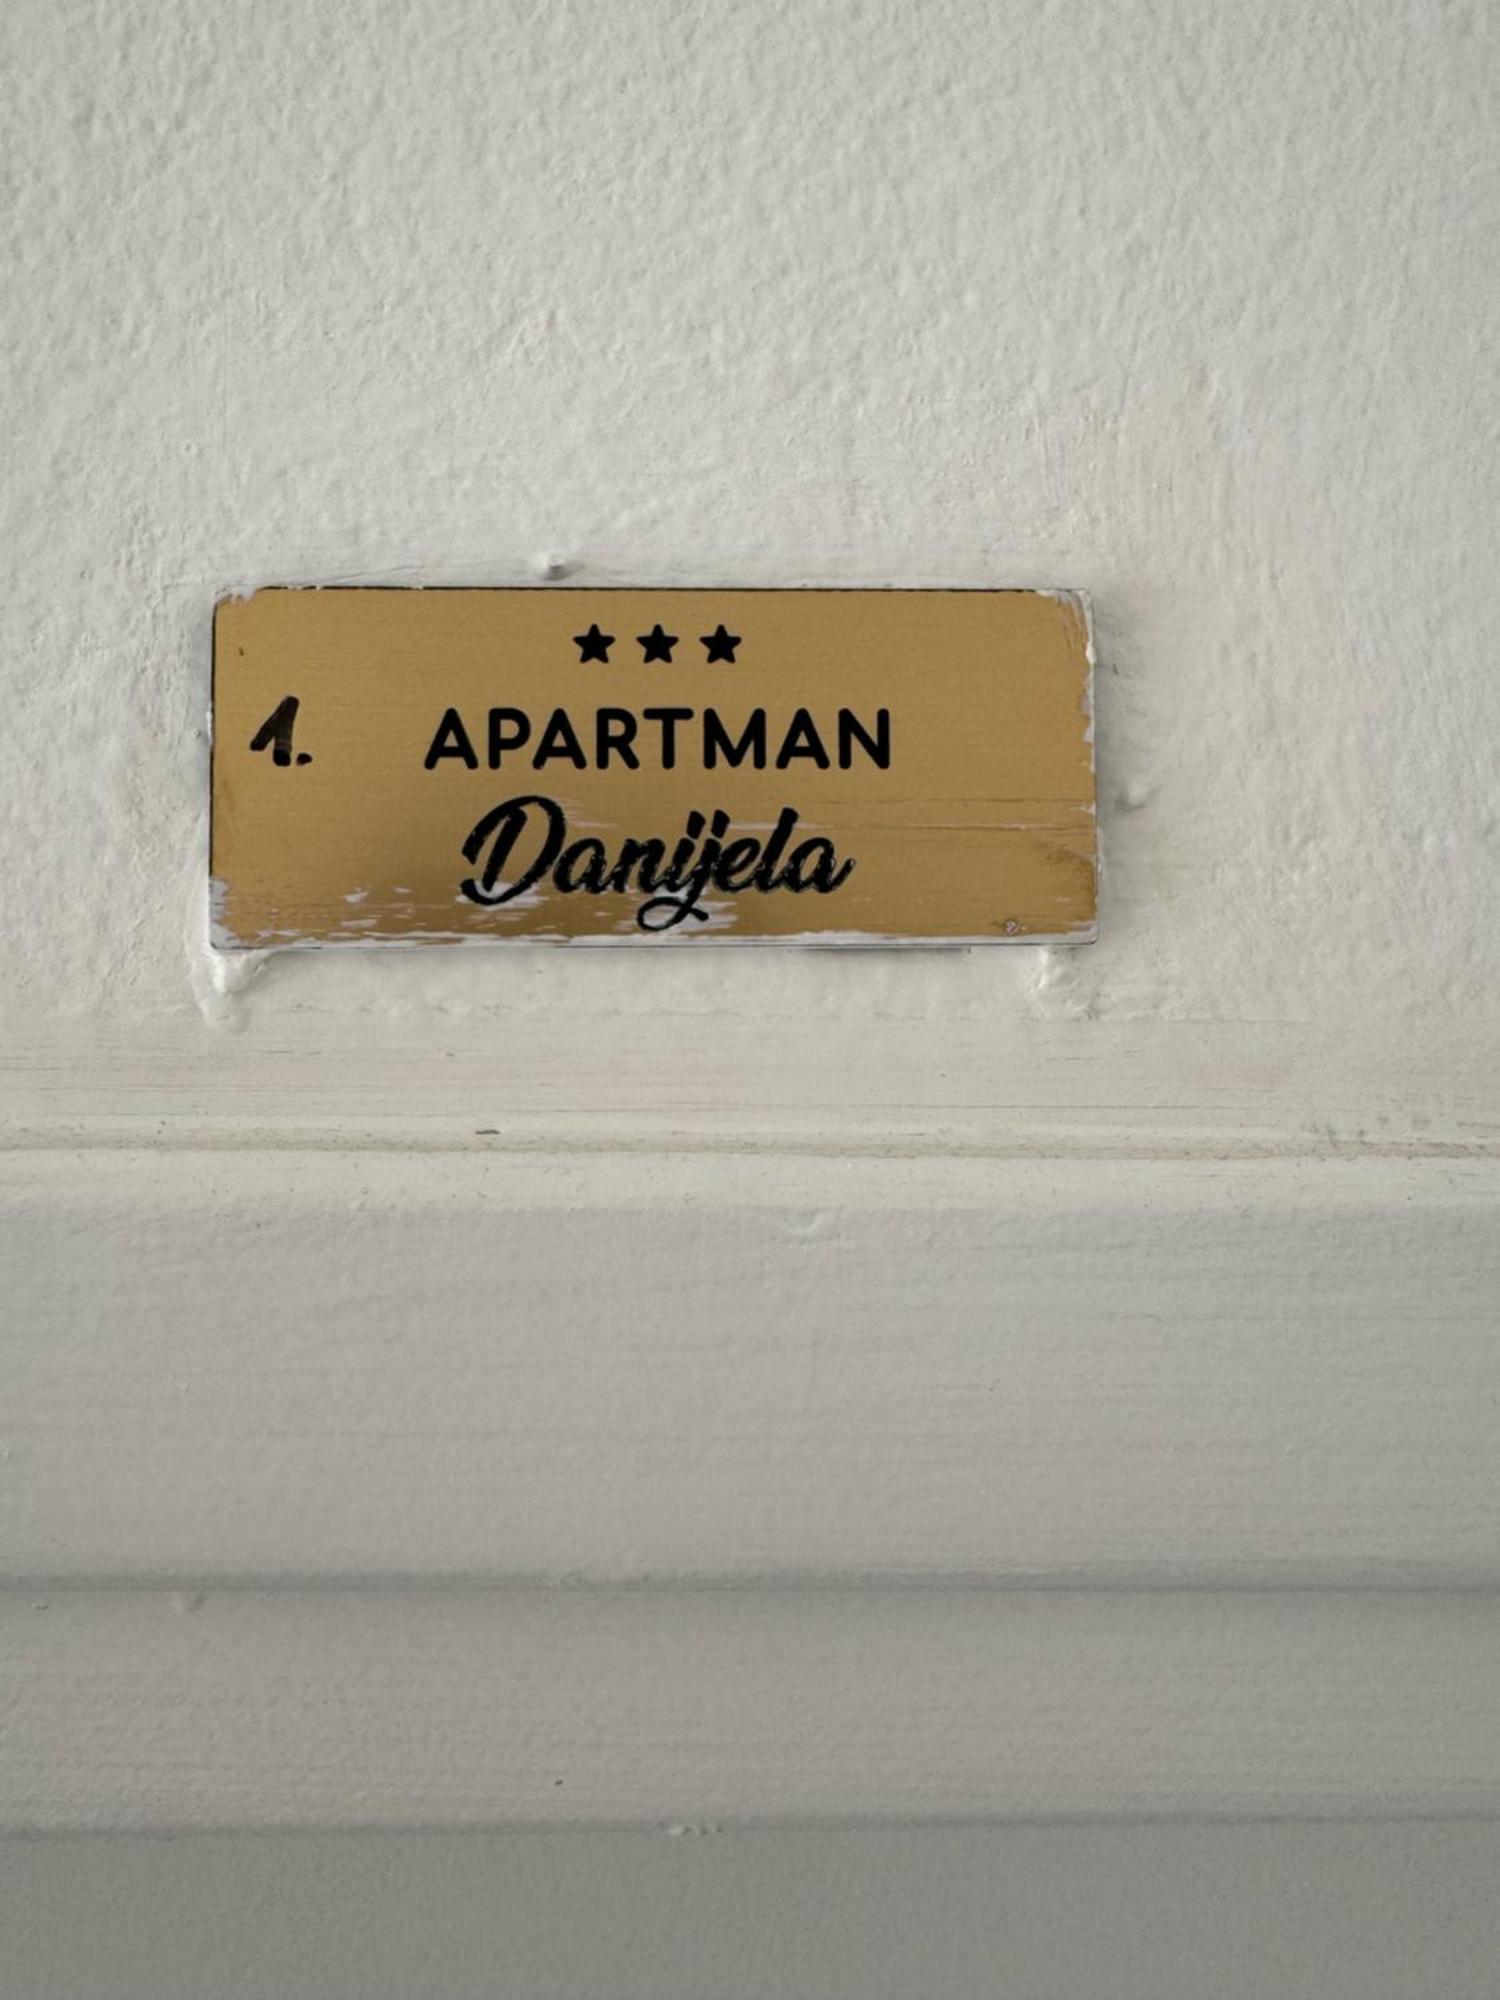 ★ ★ ★
1. APARTMAN
Danijela